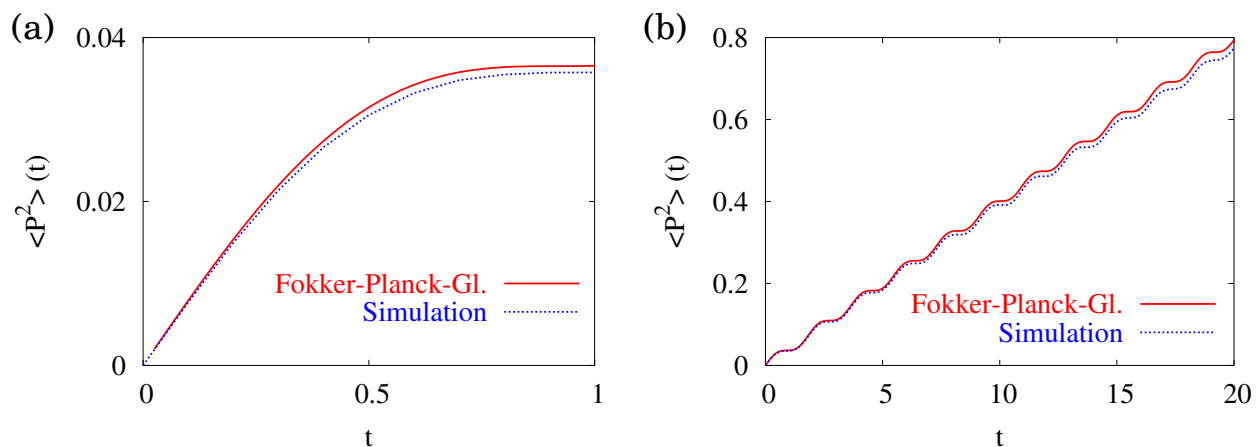 (a)
0.04
0.02
0
<P²> (t)
Fokker-Planck-Gl.
Simulation
0
0.5
1
t
(b)
0.8
0.6
0.4
0.2
0
<P²> (t)
Fokker-Planck-Gl.
Simulation
0
5
10
15
20
t